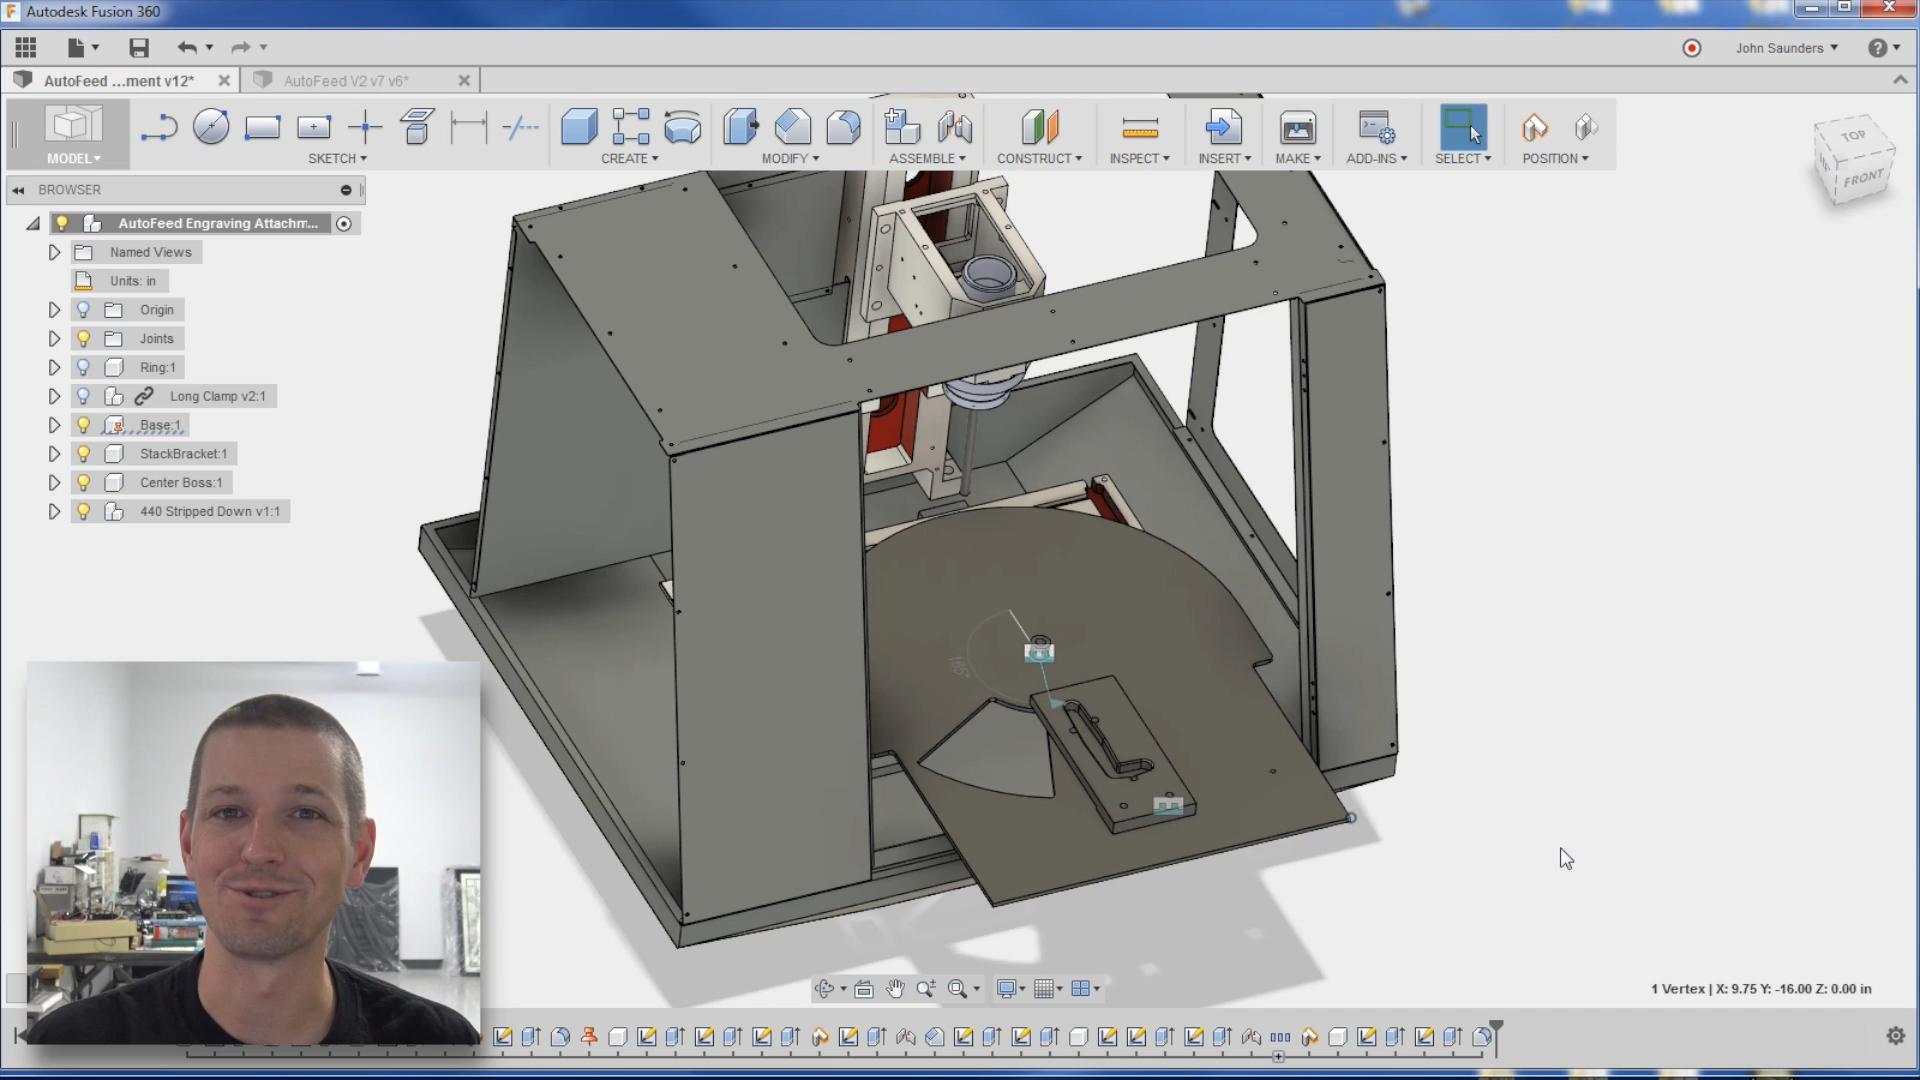 Autodesk Fusion 360
John Saunders
AutoFeed ...ment v12*
AutoFeed V2 v7 v6*
MODEL
SKETCH
CREATE
MODIFY
ASSEMBLE
CONSTRUCT
INSPECT
INSERT
MAKE
ADD-INS
SELECT
POSITION
TOP
FRONT
BROWSER
AutoFeed Engraving Attachm...
Named Views
Units: in
Origin
Joints
Ring:1
Long Clamp v2:1
Base:1
StackBracket:1
Center Boss:1
440 Stripped Down v1:1
1 Vertex | X: 9.75 Y: -16.00 Z: 0.00 in